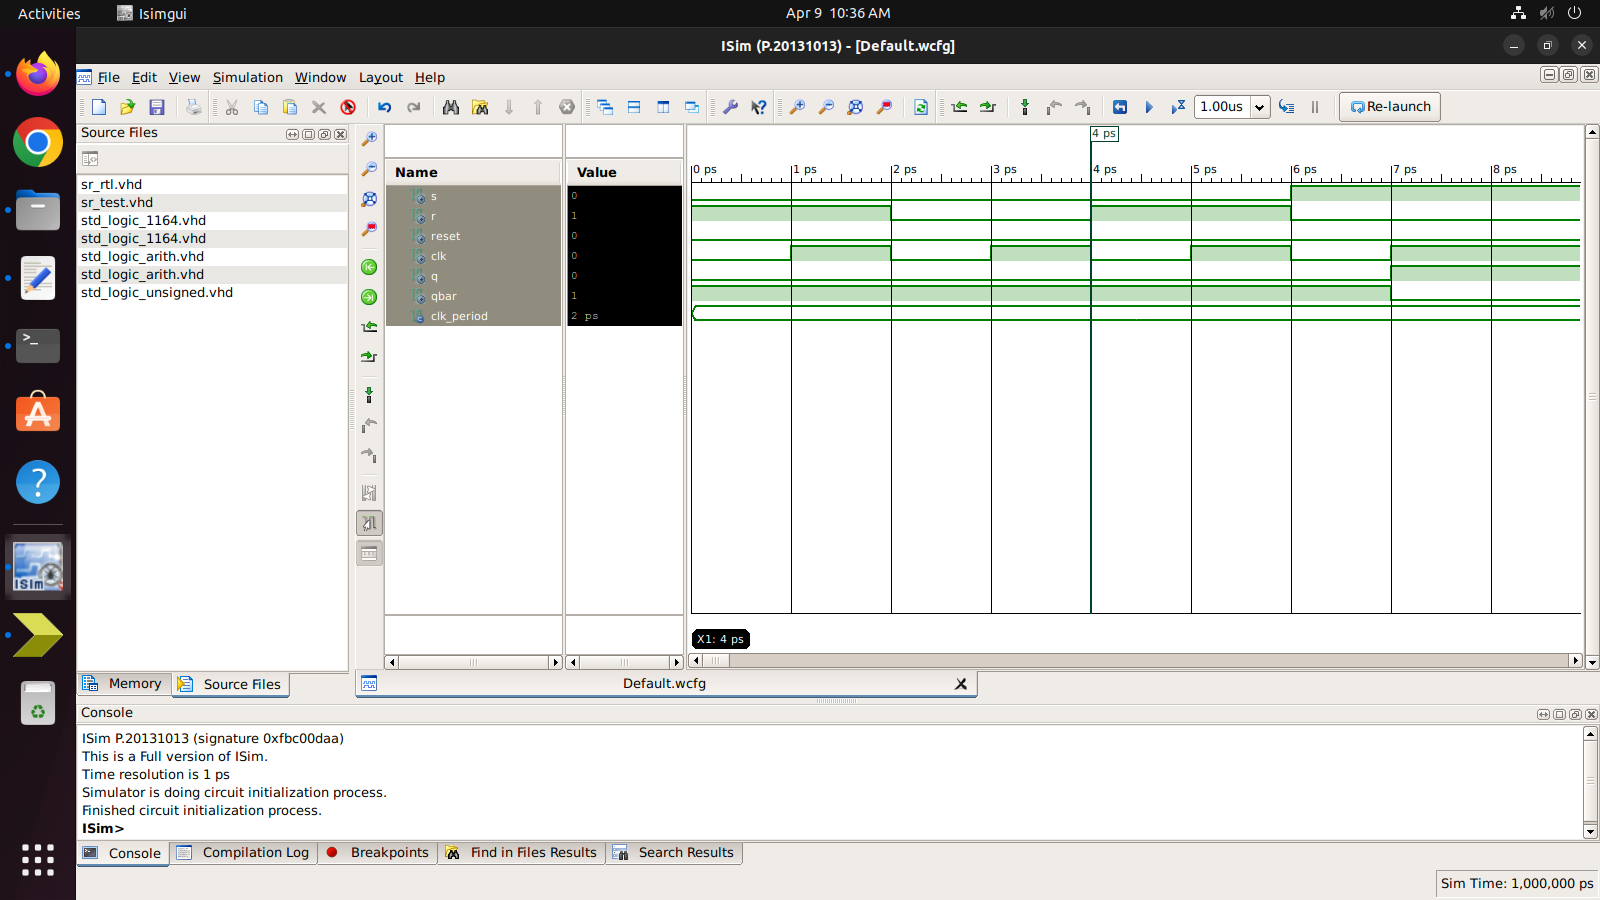 Activities
Isimgui
Apr 9 10:36 AM
ISim (P.20131013) - [Default.wcfg]
File Edit View Simulation Window Layout Help
1.00us
Re-launch
Source Files
sr_rtl.vhd
sr_test.vhd
std_logic_1164.vhd
std_logic_1164.vhd
std_logic_arith.vhd
std_logic_arith.vhd
std_logic_unsigned.vhd
Name Value
s 0
r 1
reset 0
clk 0
q 0
qbar 1
clk_period 2 ps
4 ps
0 ps 1 ps 2 ps 3 ps 4 ps 5 ps 6 ps 7 ps 8 ps
X1: 4 ps
Memory Source Files
Default.wcfg
Console
ISim P.20131013 (signature 0xfbc00daa)
This is a Full version of ISim.
Time resolution is 1 ps
Simulator is doing circuit initialization process.
Finished circuit initialization process.
ISim>
Console Compilation Log Breakpoints Find in Files Results Search Results
Sim Time: 1,000,000 ps
ISim